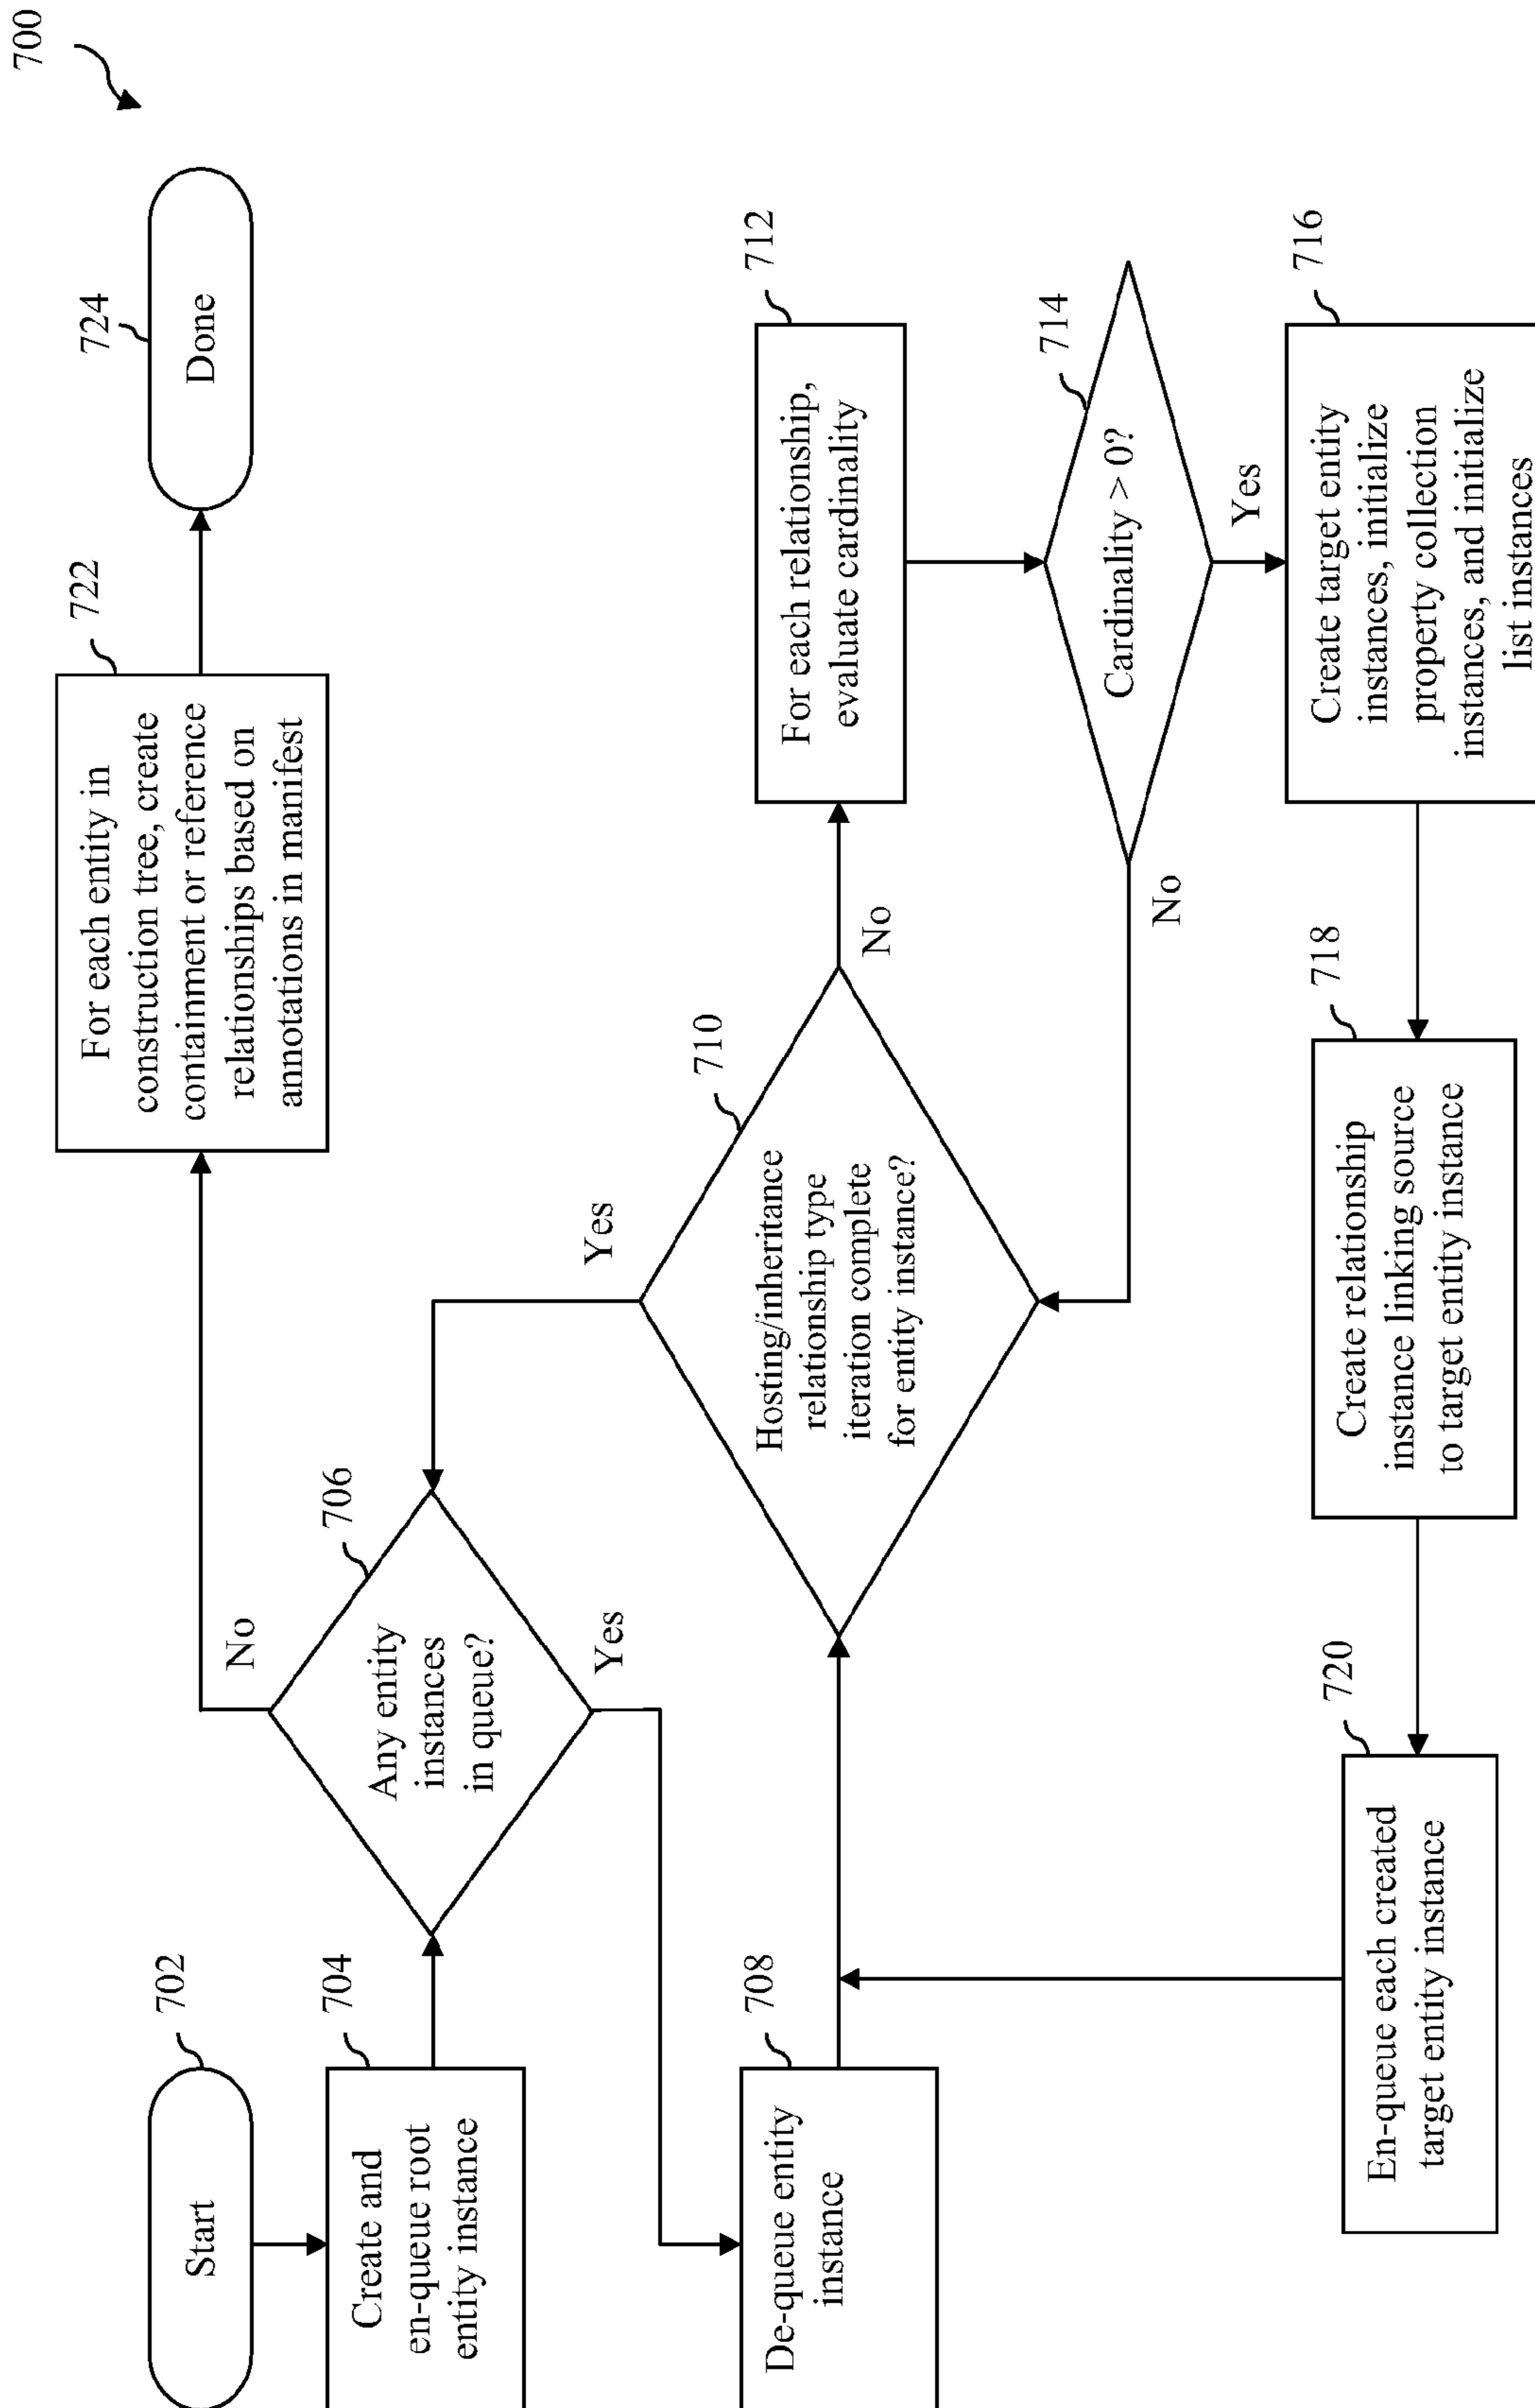 700
702
Start
704
Create and
en-queue root
entity instance
706
Any entity
instances
in queue?
No
Yes
722
For each entity in
construction tree, create
containment or reference
relationships based on
annotations in manifest
724
Done
708
De-queue entity
instance
710
Hosting/inheritance
relationship type
iteration complete
for entity instance?
Yes
No
712
For each relationship,
evaluate cardinality
714
Cardinality > 0?
No
Yes
716
Create target entity
instances, initialize
property collection
instances, and initialize
list instances
718
Create relationship
instance linking source
to target entity instance
720
En-queue each created
target entity instance